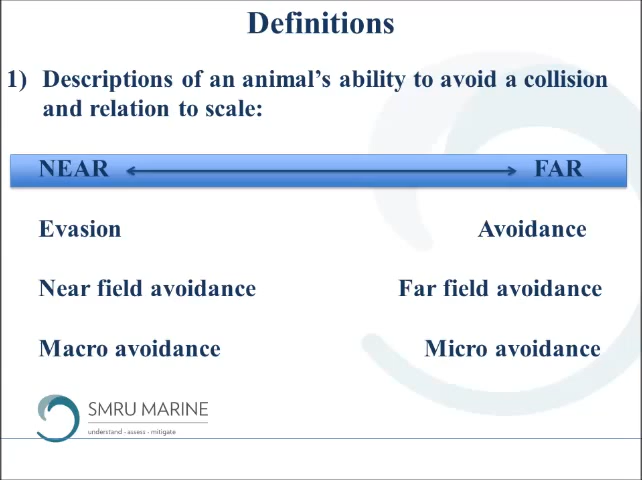 Definitions
1) Descriptions of an animal's ability to avoid a collision
and relation to scale:
NEAR FAR
Evasion Avoidance
Near field avoidance Far field avoidance
Macro avoidance Micro avoidance
SMRU MARINE
understand - assess - mitigate